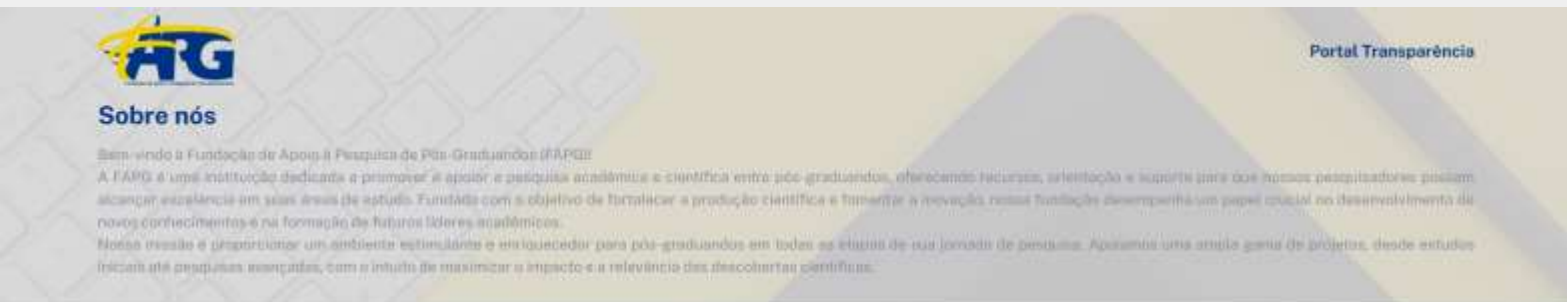 FAPG
Portal Transparência
Sobre nós
Bem-vindo à Fundação de Apoio à Pesquisa de Pós-Graduandos (FAPG)!
A FAPG é uma instituição dedicada a promover e apoiar a pesquisa acadêmica e científica entre pós-graduandos, oferecendo recursos, orientação e suporte para que nossos pesquisadores possam
alcançar excelência em suas áreas de estudo. Fundada com o objetivo de fortalecer a produção científica e fomentar a inovação, nossa fundação desempenha um papel crucial no desenvolvimento de
novos conhecimentos e na formação de futuros líderes acadêmicos.
Nossa missão é proporcionar um ambiente estimulante e enriquecedor para pós-graduandos em todas as etapas de sua jornada de pesquisa. Apoiamos uma ampla gama de projetos, desde estudos
iniciais até pesquisas avançadas, com o intuito de maximizar o impacto e a relevância das descobertas científicas.